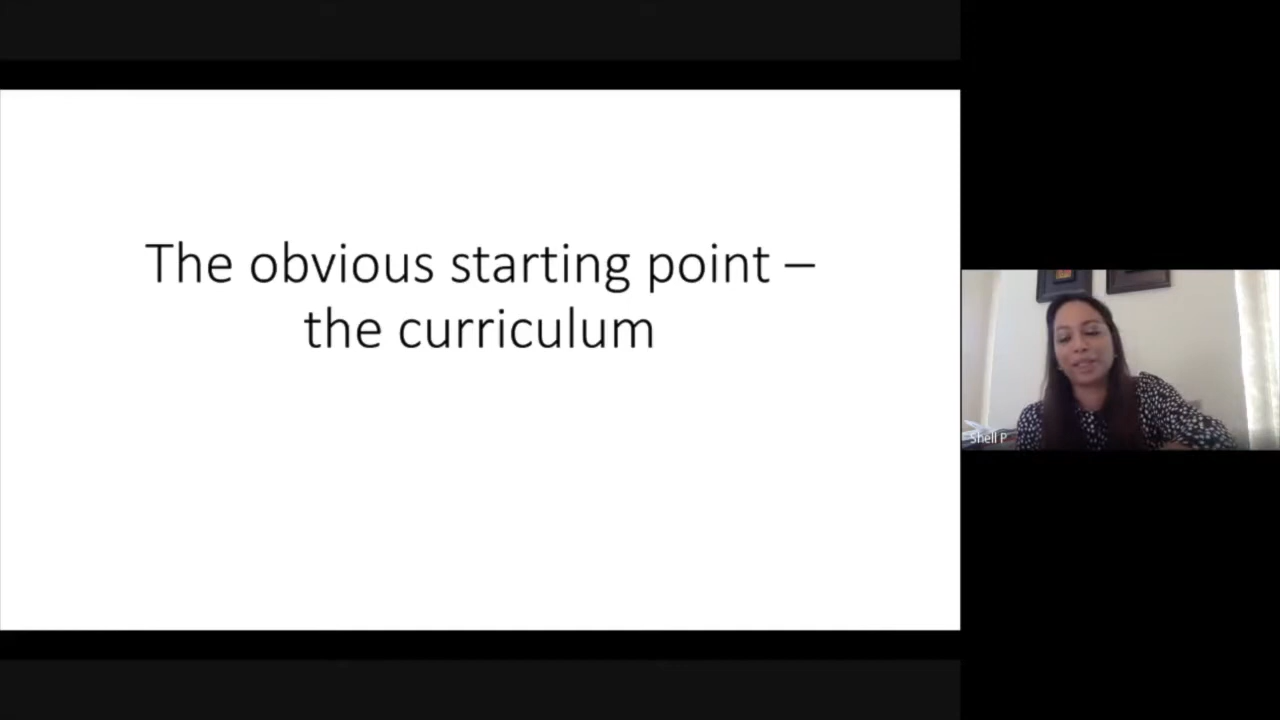 The obvious starting point –
the curriculum
Shell P